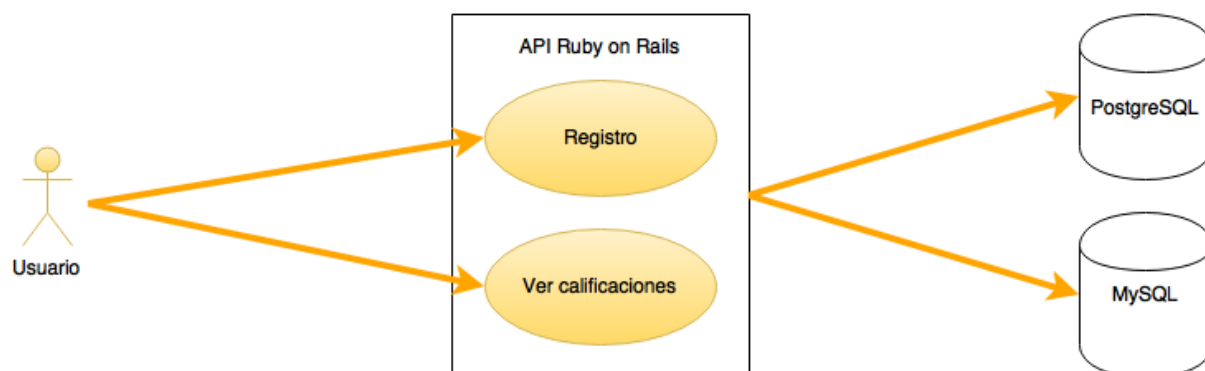 API Ruby on Rails
Registro
PostgreSQL
Usuario
Ver calificaciones
MySQL